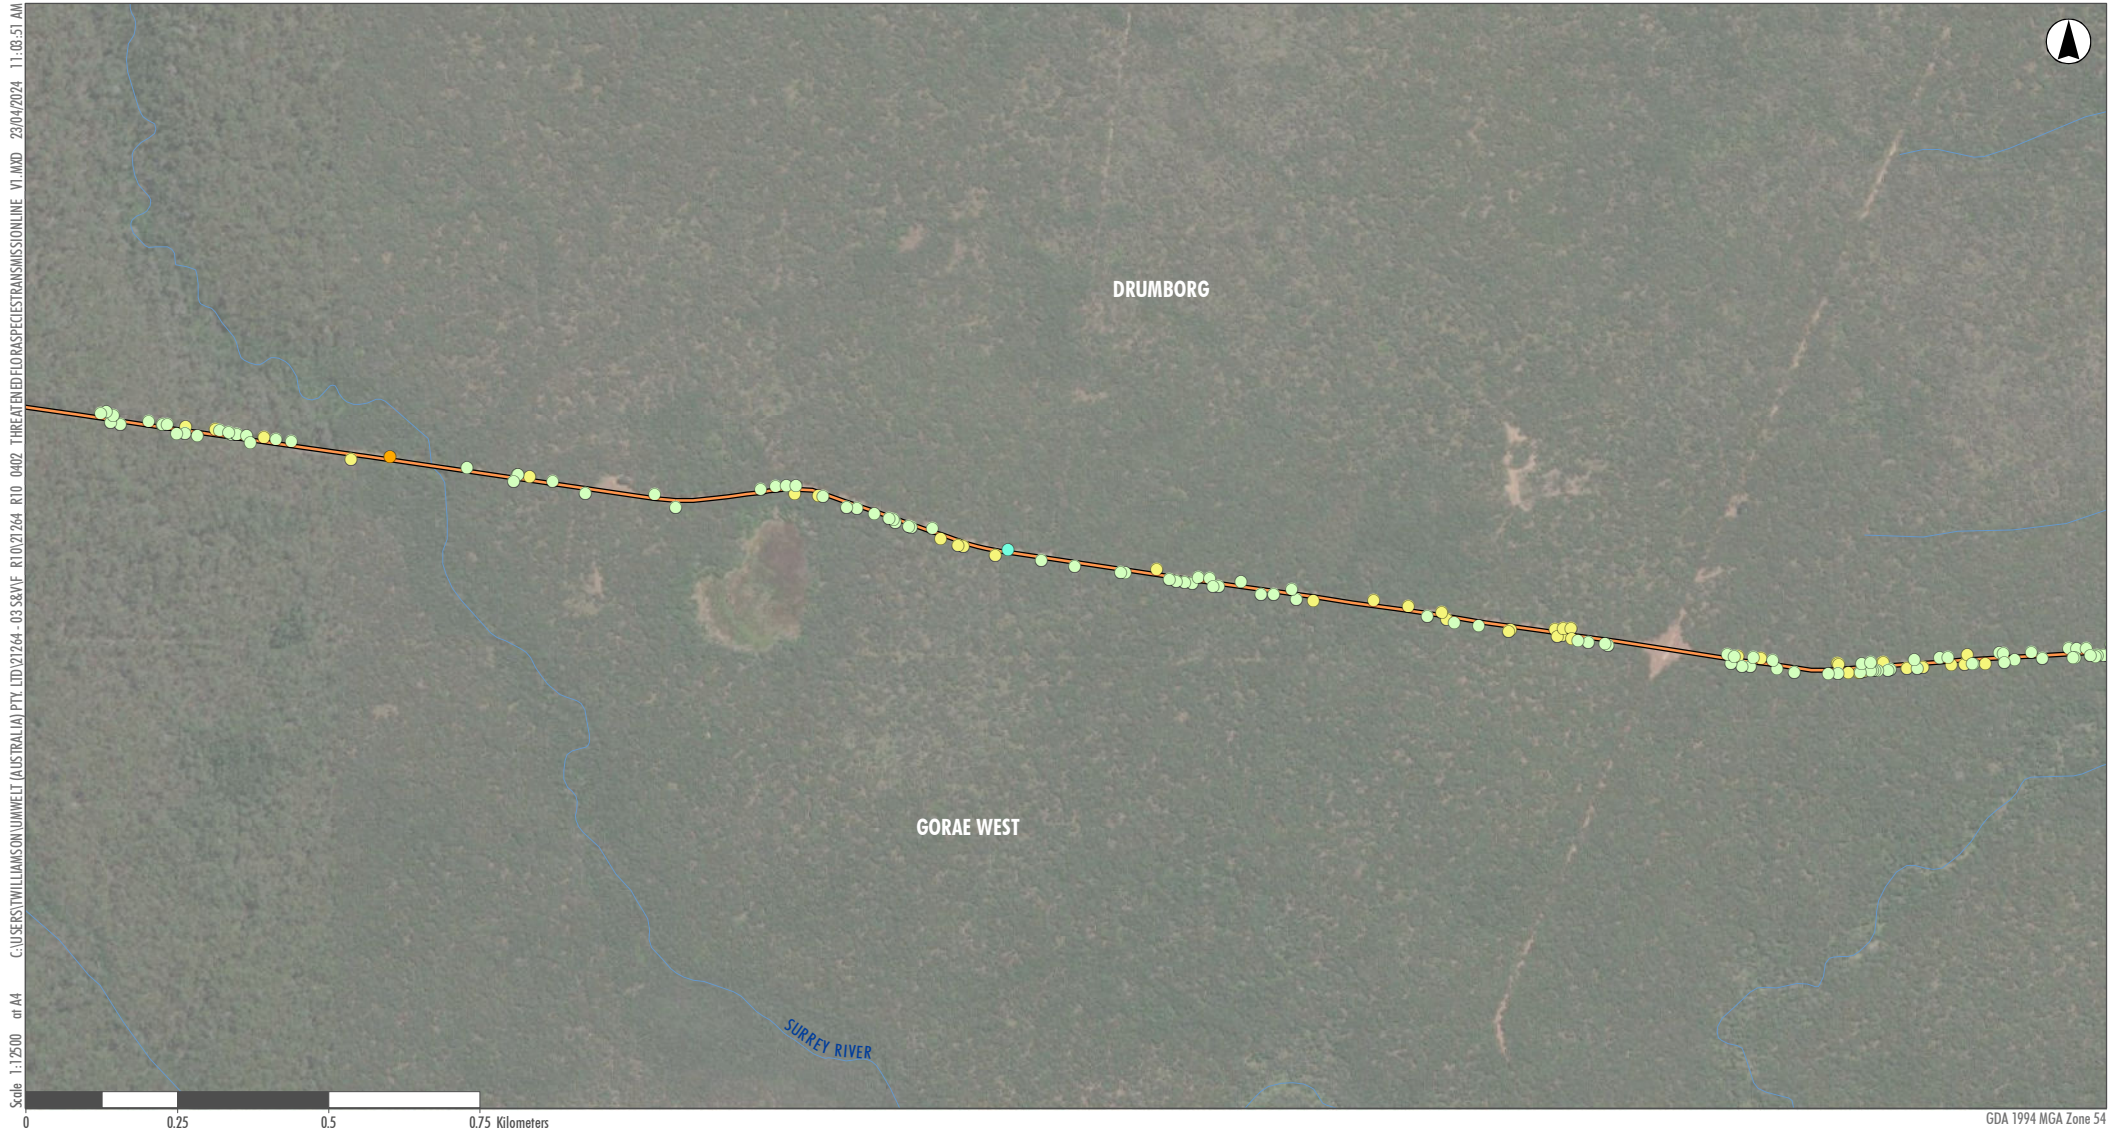 Scale 1:12500 at A4 C:\USERS\TWILLIAMSON\UMWELT (AUSTRALIA) PTY. LTD\21264 - 03 S&V\F R10\21264 R10 0402 THREATENEDFLORASPECIESTRANSMISSIONLINE V1.MXD 23/04/2024 11:03:51 AM
DRUMBORG
GORAE WEST
SURREY RIVER
0 0.25 0.5 0.75 Kilometers
GDA 1994 MGA Zone 54